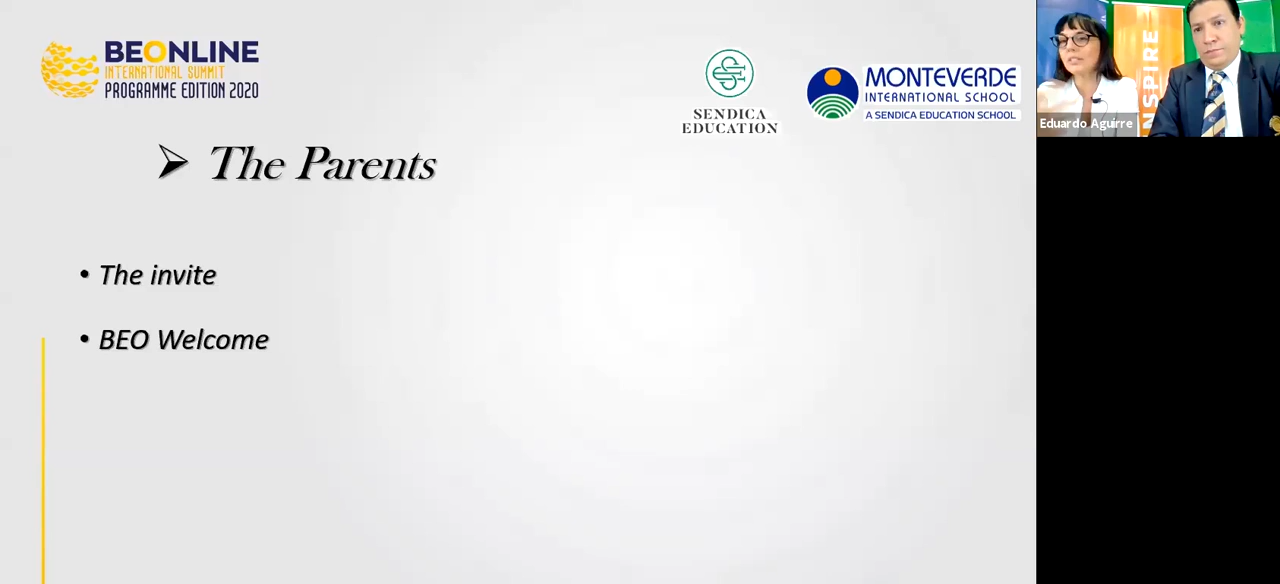 BEONLINE
INTERNATIONAL SUMMIT
PROGRAMME EDITION 2020
SENDICA
EDUCATION
MONTEVERDE
INTERNATIONAL SCHOOL
A SENDICA EDUCATION SCHOOL
➢ The Parents
• The invite
• BEO Welcome
NSPIRE
Eduardo Aguirre